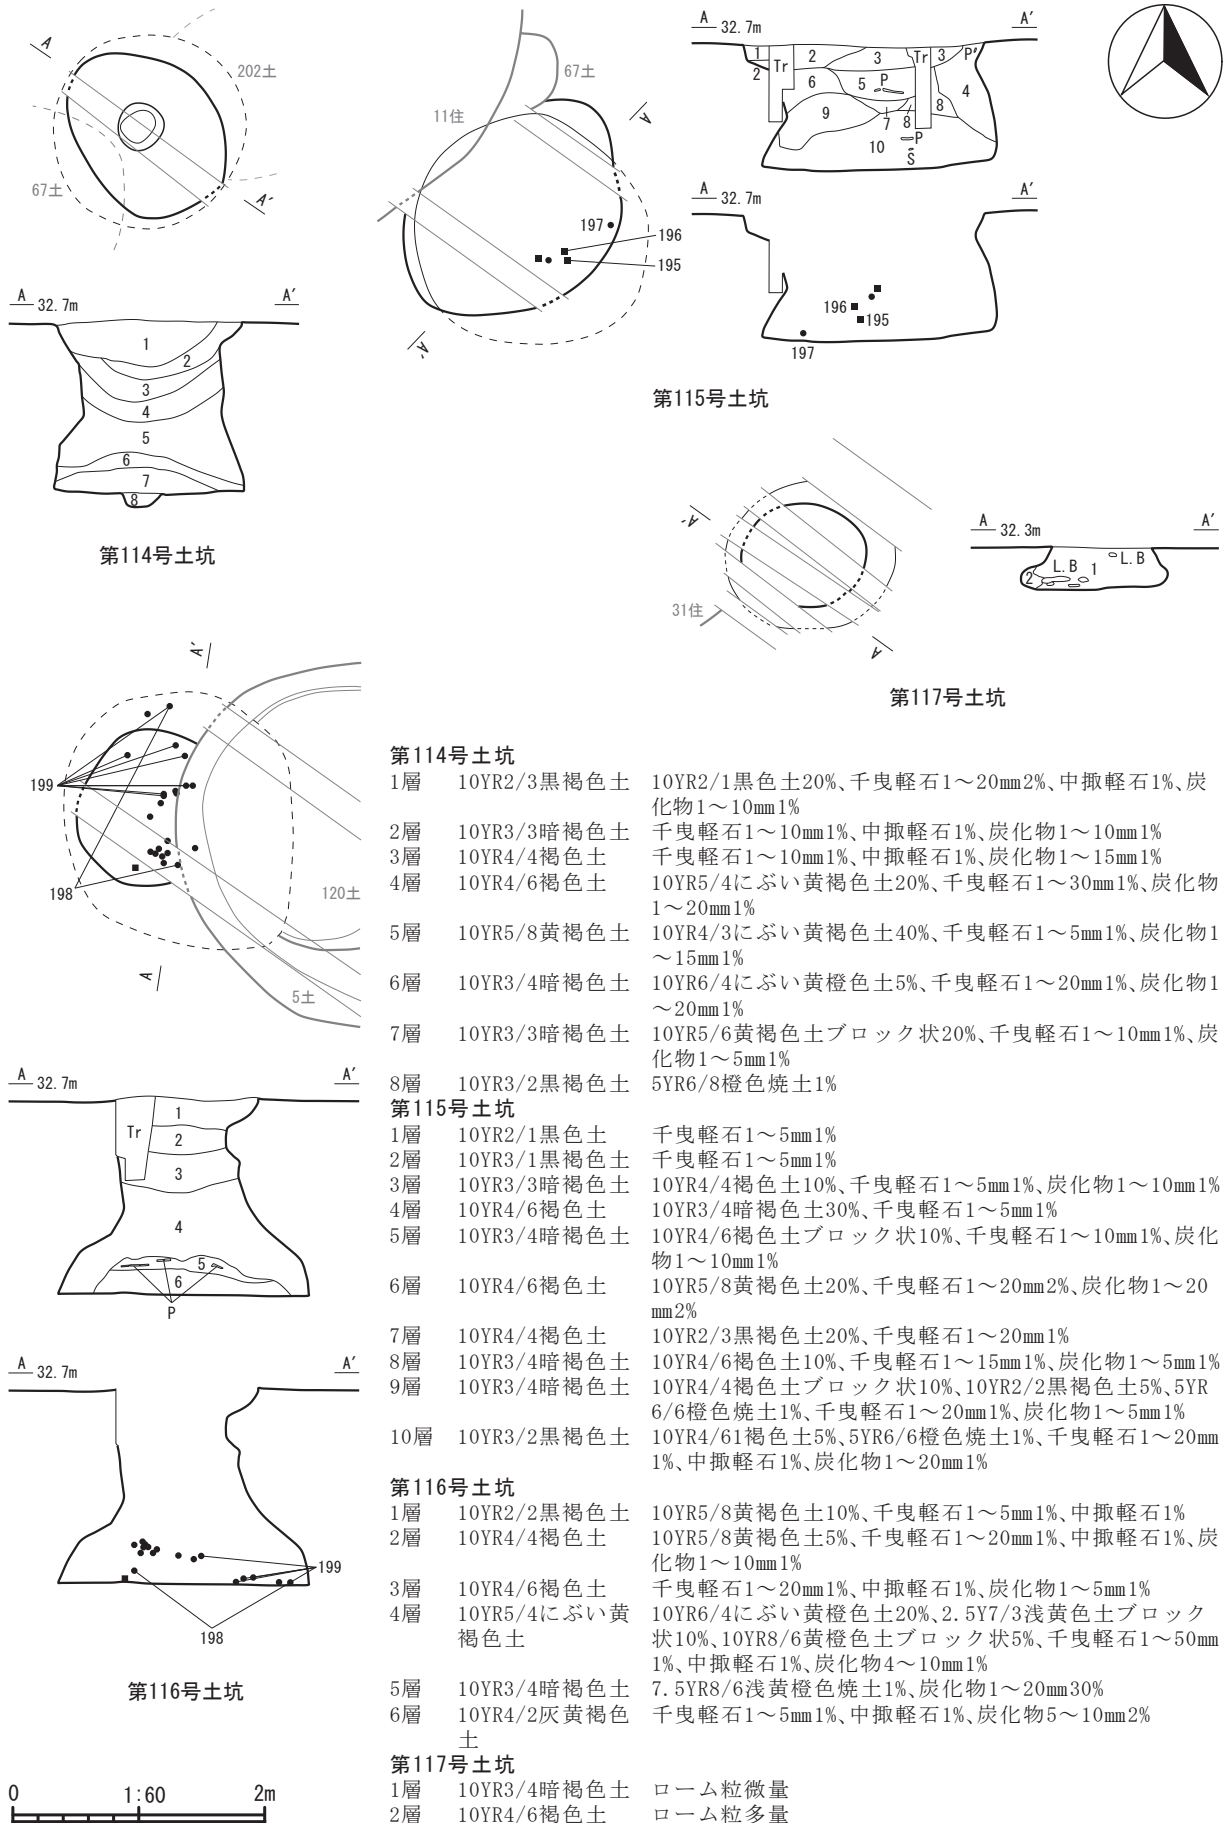 A
202土
67土
A′
A 32.7m A′
1
2
3
4
5
6
7
8
第114号土坑
67土
11住
A
197
196
195
A′
A 32.7m A′
1 2 3 Tr 3 P
Tr
2 6 5 P 4
9 7 8 8
10 P
S
A 32.7m A′
196
195
197
第115号土坑
A′
31住
A
A 32.3m A′
L.B 1 L.B
2
第117号土坑
A′
199
198
120土
A
5土
A 32.7m A′
Tr
1
2
3
4
5
6
P
A 32.7m A′
199
198
第116号土坑
0 1:60 2m
第114号土坑
1層 10YR2/3黒褐色土 10YR2/1黒色土20%、千曳軽石1～20mm2%、中掫軽石1%、炭
化物1～10mm1%
2層 10YR3/3暗褐色土 千曳軽石1～10mm1%、中掫軽石1%、炭化物1～10mm1%
3層 10YR4/4褐色土 千曳軽石1～10mm1%、中掫軽石1%、炭化物1～15mm1%
4層 10YR4/6褐色土 10YR5/4にぶい黄褐色土20%、千曳軽石1～30mm1%、炭化物
1～20mm1%
5層 10YR5/8黄褐色土 10YR4/3にぶい黄褐色土40%、千曳軽石1～5mm1%、炭化物1
～15mm1%
6層 10YR3/4暗褐色土 10YR6/4にぶい黄橙色土5%、千曳軽石1～20mm1%、炭化物1
～20mm1%
7層 10YR3/3暗褐色土 10YR5/6黄褐色土ブロック状20%、千曳軽石1～10mm1%、炭
化物1～5mm1%
8層 10YR3/2黒褐色土 5YR6/8橙色焼土1%
第115号土坑
1層 10YR2/1黒色土 千曳軽石1～5mm1%
2層 10YR3/1黒褐色土 千曳軽石1～5mm1%
3層 10YR3/3暗褐色土 10YR4/4褐色土10%、千曳軽石1～5mm1%、炭化物1～10mm1%
4層 10YR4/6褐色土 10YR3/4暗褐色土30%、千曳軽石1～5mm1%
5層 10YR3/4暗褐色土 10YR4/6褐色土ブロック状10%、千曳軽石1～10mm1%、炭化
物1～10mm1%
6層 10YR4/6褐色土 10YR5/8黄褐色土20%、千曳軽石1～20mm2%、炭化物1～20
mm2%
7層 10YR4/4褐色土 10YR2/3黒褐色土20%、千曳軽石1～20mm1%
8層 10YR3/4暗褐色土 10YR4/6褐色土10%、千曳軽石1～15mm1%、炭化物1～5mm1%
9層 10YR3/4暗褐色土 10YR4/4褐色土ブロック状10%、10YR2/2黒褐色土5%、5YR
6/6橙色焼土1%、千曳軽石1～20mm1%、炭化物1～5mm1%
10層 10YR3/2黒褐色土 10YR4/61褐色土5%、5YR6/6橙色焼土1%、千曳軽石1～20mm
1%、中掫軽石1%、炭化物1～20mm1%
第116号土坑
1層 10YR2/2黒褐色土 10YR5/8黄褐色土10%、千曳軽石1～5mm1%、中掫軽石1%
2層 10YR4/4褐色土 10YR5/8黄褐色土5%、千曳軽石1～20mm1%、中掫軽石1%、炭
化物1～10mm1%
3層 10YR4/6褐色土 千曳軽石1～20mm1%、中掫軽石1%、炭化物1～5mm1%
4層 10YR5/4にぶい黄 10YR6/4にぶい黄橙色土20%、2.5Y7/3浅黄色土ブロック
褐色土 状10%、10YR8/6黄橙色土ブロック状5%、千曳軽石1～50mm
1%、中掫軽石1%、炭化物4～10mm1%
5層 10YR3/4暗褐色土 7.5YR8/6浅黄橙色焼土1%、炭化物1～20mm30%
6層 10YR4/2灰黄褐色 千曳軽石1～5mm1%、中掫軽石1%、炭化物5～10mm2%
土
第117号土坑
1層 10YR3/4暗褐色土 ローム粒微量
2層 10YR4/6褐色土 ローム粒多量